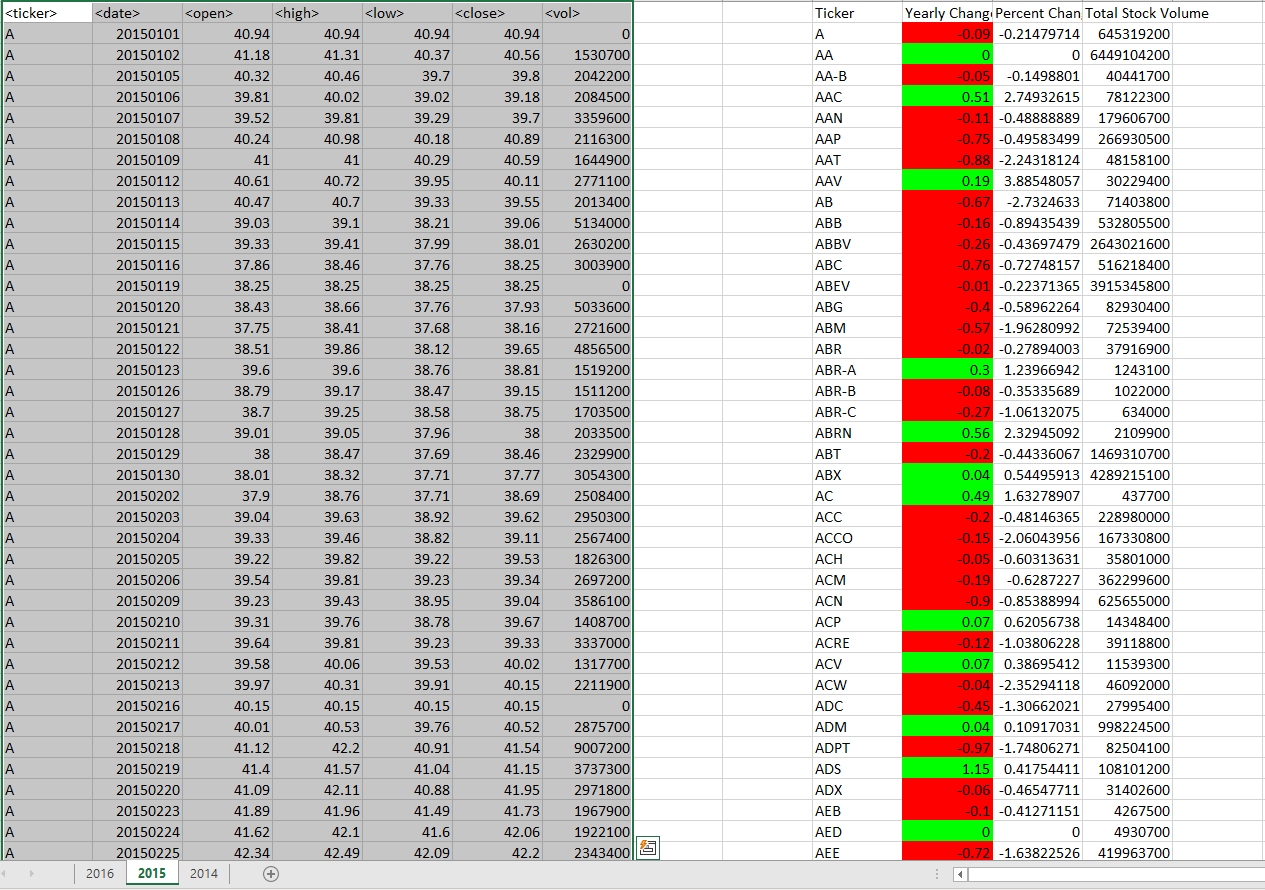 <ticker> <date> <open> <high> <low> <close> <vol> Ticker Yearly Chang Percent Chan Total Stock Volume
A 20150101 40.94 40.94 40.94 40.94 0 A -0.09 -0.21479714 645319200
A 20150102 41.18 41.31 40.37 40.56 1530700 AA 0 0 6449104200
A 20150105 40.32 40.46 39.7 39.8 2042200 AA-B -0.05 -0.1498801 40441700
A 20150106 39.81 40.02 39.02 39.18 2084500 AAC 0.51 2.74932615 78122300
A 20150107 39.52 39.81 39.29 39.7 3359600 AAN -0.11 -0.48888889 179606700
A 20150108 40.24 40.98 40.18 40.89 2116300 AAP -0.75 -0.49583499 266930500
A 20150109 41 41 40.29 40.59 1644900 AAT -0.88 -2.24318124 48158100
A 20150112 40.61 40.72 39.95 40.11 2771100 AAV 0.19 3.88548057 30229400
A 20150113 40.47 40.7 39.33 39.55 2013400 AB -0.67 -2.7324633 71403800
A 20150114 39.03 39.1 38.21 39.06 5134000 ABB -0.16 -0.89435439 532805500
A 20150115 39.33 39.41 37.99 38.01 2630200 ABBV -0.26 -0.43697479 2643021600
A 20150116 37.86 38.46 37.76 38.25 3003900 ABC -0.76 -0.72748157 516218400
A 20150119 38.25 38.25 38.25 38.25 0 ABEV -0.01 -0.22371365 3915345800
A 20150120 38.43 38.66 37.76 37.93 5033600 ABG -0.4 -0.58962264 82930400
A 20150121 37.75 38.41 37.68 38.16 2721600 ABM -0.57 -1.96280992 72539400
A 20150122 38.51 39.86 38.12 39.65 4856500 ABR -0.02 -0.27894003 37916900
A 20150123 39.6 39.6 38.76 38.81 1519200 ABR-A 0.3 1.23966942 1243100
A 20150126 38.79 39.17 38.47 39.15 1511200 ABR-B -0.08 -0.35335689 1022000
A 20150127 38.7 39.25 38.58 38.75 1703500 ABR-C -0.27 -1.06132075 634000
A 20150128 39.01 39.05 37.96 38 2033500 ABRN 0.56 2.32945092 2109900
A 20150129 38 38.47 37.69 38.46 2329900 ABT -0.2 -0.44336067 1469310700
A 20150130 38.01 38.32 37.71 37.77 3054300 ABX 0.04 0.54495913 4289215100
A 20150202 37.9 38.76 37.71 38.69 2508400 AC 0.49 1.63278907 437700
A 20150203 39.04 39.63 38.92 39.62 2950300 ACC -0.2 -0.48146365 228980000
A 20150204 39.33 39.46 38.82 39.11 2567400 ACCO -0.15 -2.06043956 167330800
A 20150205 39.22 39.82 39.22 39.53 1826300 ACH -0.05 -0.60313631 35801000
A 20150206 39.54 39.81 39.23 39.34 2697200 ACM -0.19 -0.6287227 362299600
A 20150209 39.23 39.43 38.95 39.04 3586100 ACN -0.9 -0.85388994 625655000
A 20150210 39.31 39.76 38.78 39.67 1408700 ACP 0.07 0.62056738 14348400
A 20150211 39.64 39.81 39.23 39.33 3337000 ACRE -0.12 -1.03806228 39118800
A 20150212 39.58 40.06 39.53 40.02 1317700 ACV 0.07 0.38695412 11539300
A 20150213 39.97 40.31 39.91 40.15 2211900 ACW -0.04 -2.35294118 46092000
A 20150216 40.15 40.15 40.15 40.15 0 ADC -0.45 -1.30662021 27995400
A 20150217 40.01 40.53 39.76 40.52 2875700 ADM 0.04 0.10917031 998224500
A 20150218 41.12 42.2 40.91 41.54 9007200 ADPT -0.97 -1.74806271 82504100
A 20150219 41.4 41.57 41.04 41.15 3737300 ADS 1.15 0.41754411 108101200
A 20150220 41.09 42.11 40.88 41.95 2971800 ADX -0.06 -0.46547711 31402600
A 20150223 41.89 41.96 41.49 41.73 1967900 AEB -0.1 -0.41271151 4267500
A 20150224 41.62 42.1 41.6 42.06 1922100 AED 0 0 4930700
A 20150225 42.34 42.49 42.09 42.2 2343400 AEE -0.72 -1.63822526 419963700
2016 2015 2014